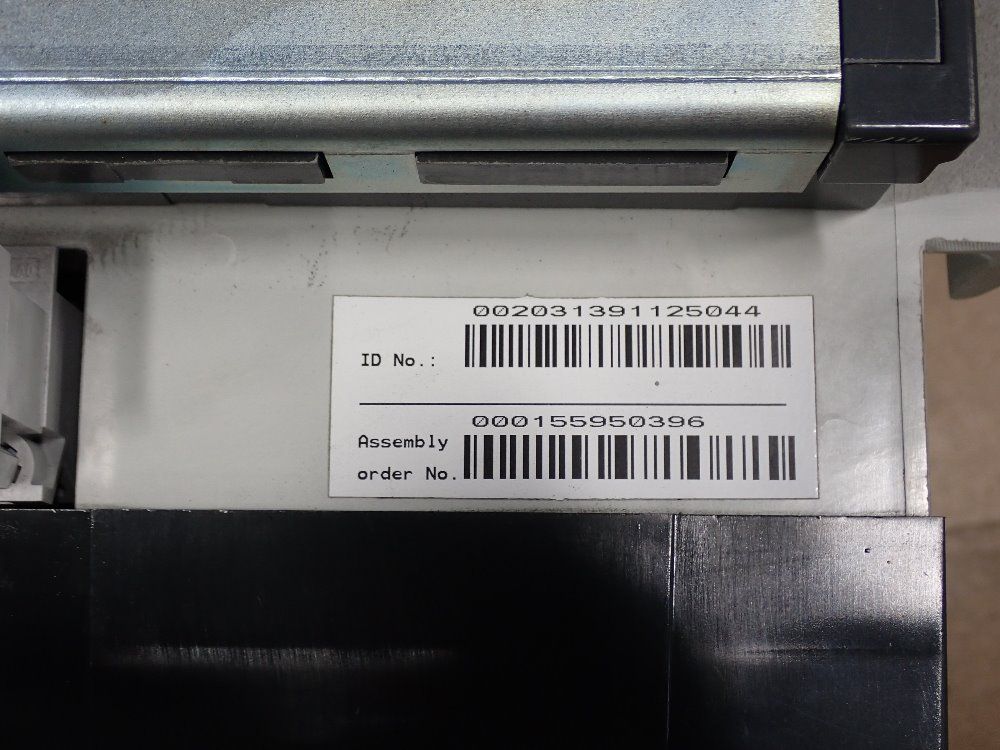 002031391125044
ID No.:
000155950396
Assembly
order No.